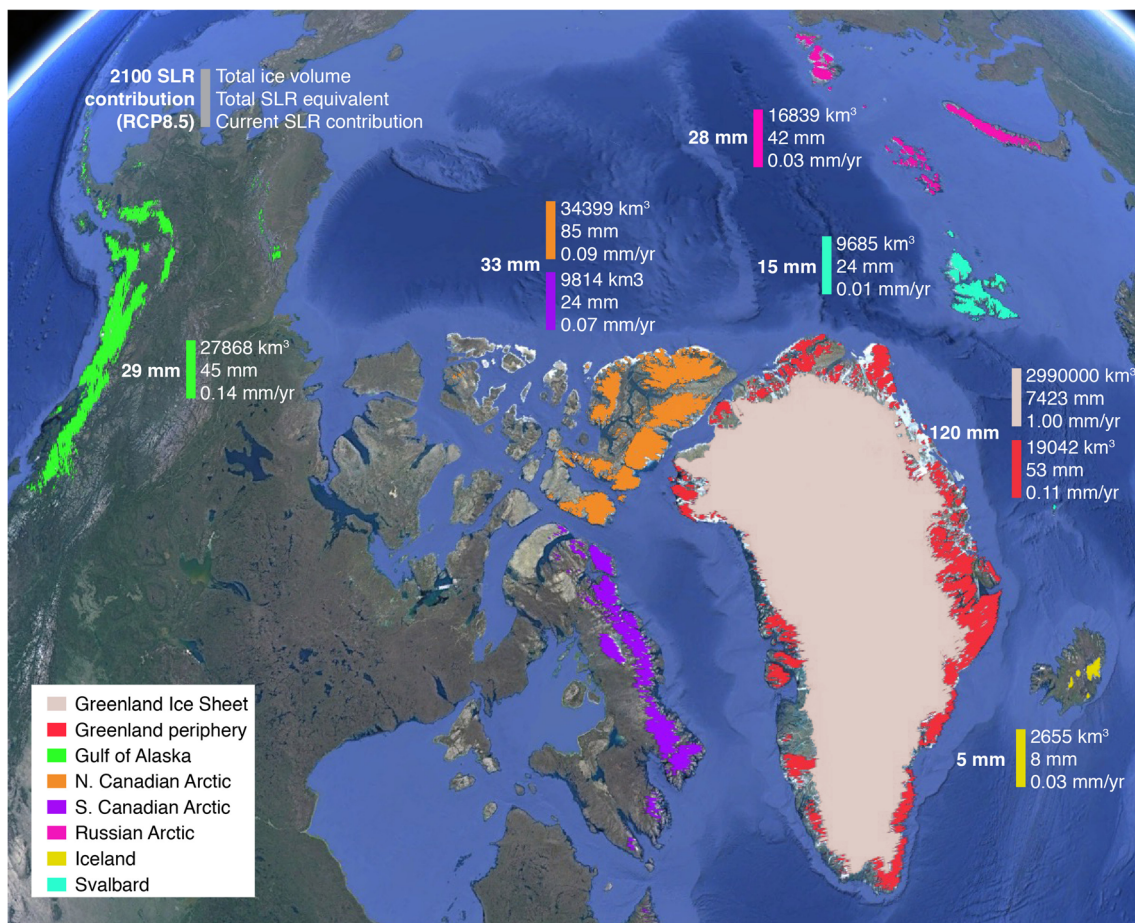 2100 SLR
contribution
(RCP8.5)
Total ice volume
Total SLR equivalent
Current SLR contribution
28 mm
16839 km³
42 mm
0.03 mm/yr
33 mm
34399 km³
85 mm
0.09 mm/yr
9814 km3
24 mm
0.07 mm/yr
15 mm
9685 km³
24 mm
0.01 mm/yr
29 mm
27868 km³
45 mm
0.14 mm/yr
120 mm
2990000 km³
7423 mm
1.00 mm/yr
19042 km³
53 mm
0.11 mm/yr
5 mm
2655 km³
8 mm
0.03 mm/yr
Greenland Ice Sheet
Greenland periphery
Gulf of Alaska
N. Canadian Arctic
S. Canadian Arctic
Russian Arctic
Iceland
Svalbard